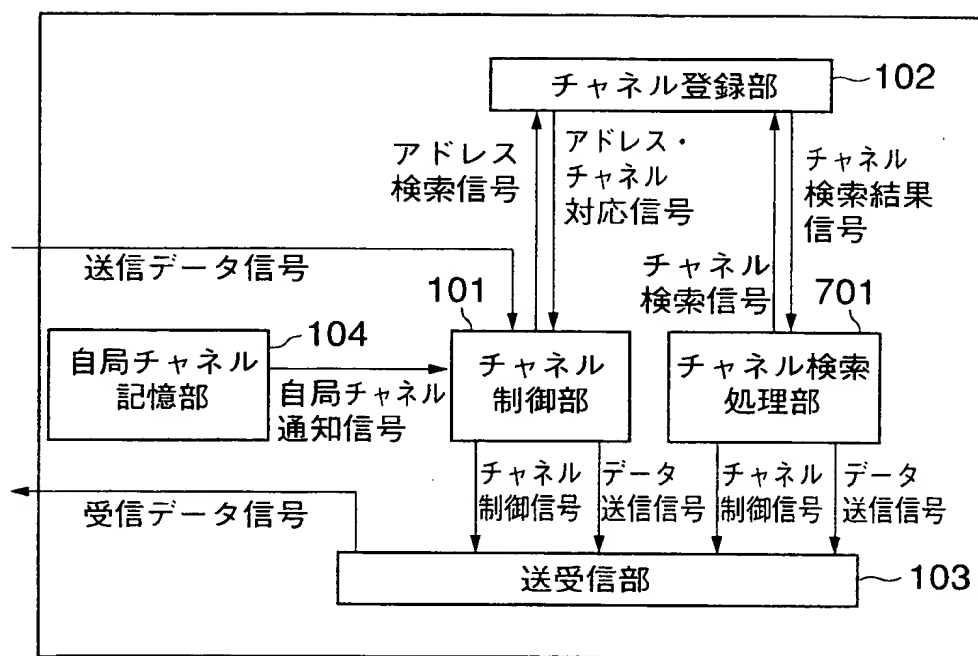 チャネル登録部
102
アドレス
検索信号
アドレス・
チャネル
対応信号
チャネル
検索結果
信号
送信データ信号
チャネル
検索信号
101
701
104
自局チャネル
記憶部
自局チャネル
通知信号
チャネル
制御部
チャネル検索
処理部
チャネル
制御信号
データ
送信信号
チャネル
制御信号
データ
送信信号
受信データ信号
送受信部
103